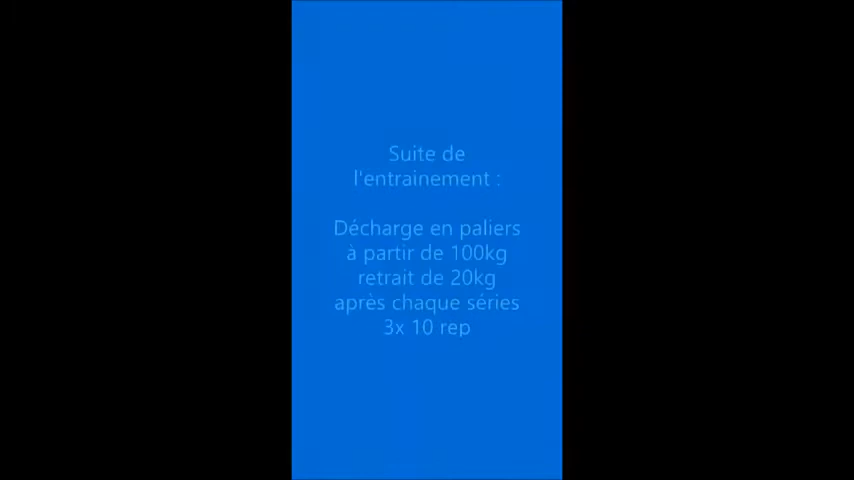 Suite de
l'entrainement :
Décharge en paliers
à partir de 100kg
retrait de 20kg
après chaque séries
3x 10 rep